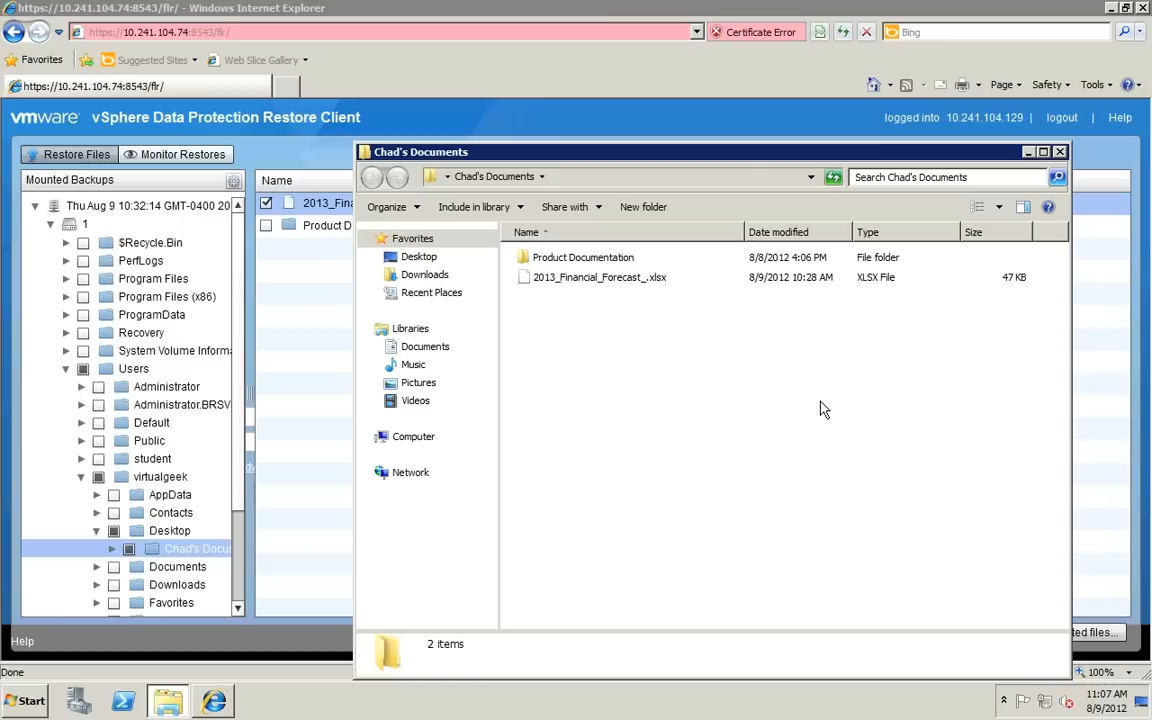 https://10.241.104.74:8543/flr/ - Windows Internet Explorer
https://10.241.104.74:8543/flr/
Certificate Error
Bing
Favorites
Suggested Sites
Web Slice Gallery
https://10.241.104.74:8543/flr/
Page
Safety
Tools
vmware
vSphere Data Protection Restore Client
logged into 10.241.104.129 | logout | Help
Restore Files
Monitor Restores
Mounted Backups
Thu Aug 9 10:32:14 GMT-0400 20
1
$Recycle.Bin
PerfLogs
Program Files
Program Files (x86)
ProgramData
Recovery
System Volume Inform
Users
Administrator
Administrator.BRSV
Default
Public
student
virtualgeek
AppData
Contacts
Desktop
Chad's Docu
Documents
Downloads
Favorites
Name
2013_Fina
Product D
Chad's Documents
Chad's Documents
Search Chad's Documents
Organize
Include in library
Share with
New folder
Favorites
Desktop
Downloads
Recent Places
Libraries
Documents
Music
Pictures
Videos
Computer
Network
Name
Date modified
Type
Size
Product Documentation
8/8/2012 4:06 PM
File folder
2013_Financial_Forecast_.xlsx
8/9/2012 10:28 AM
XLSX File
47 KB
2 items
ted files...
Help
Done
100%
Start
11:07 AM
8/9/2012